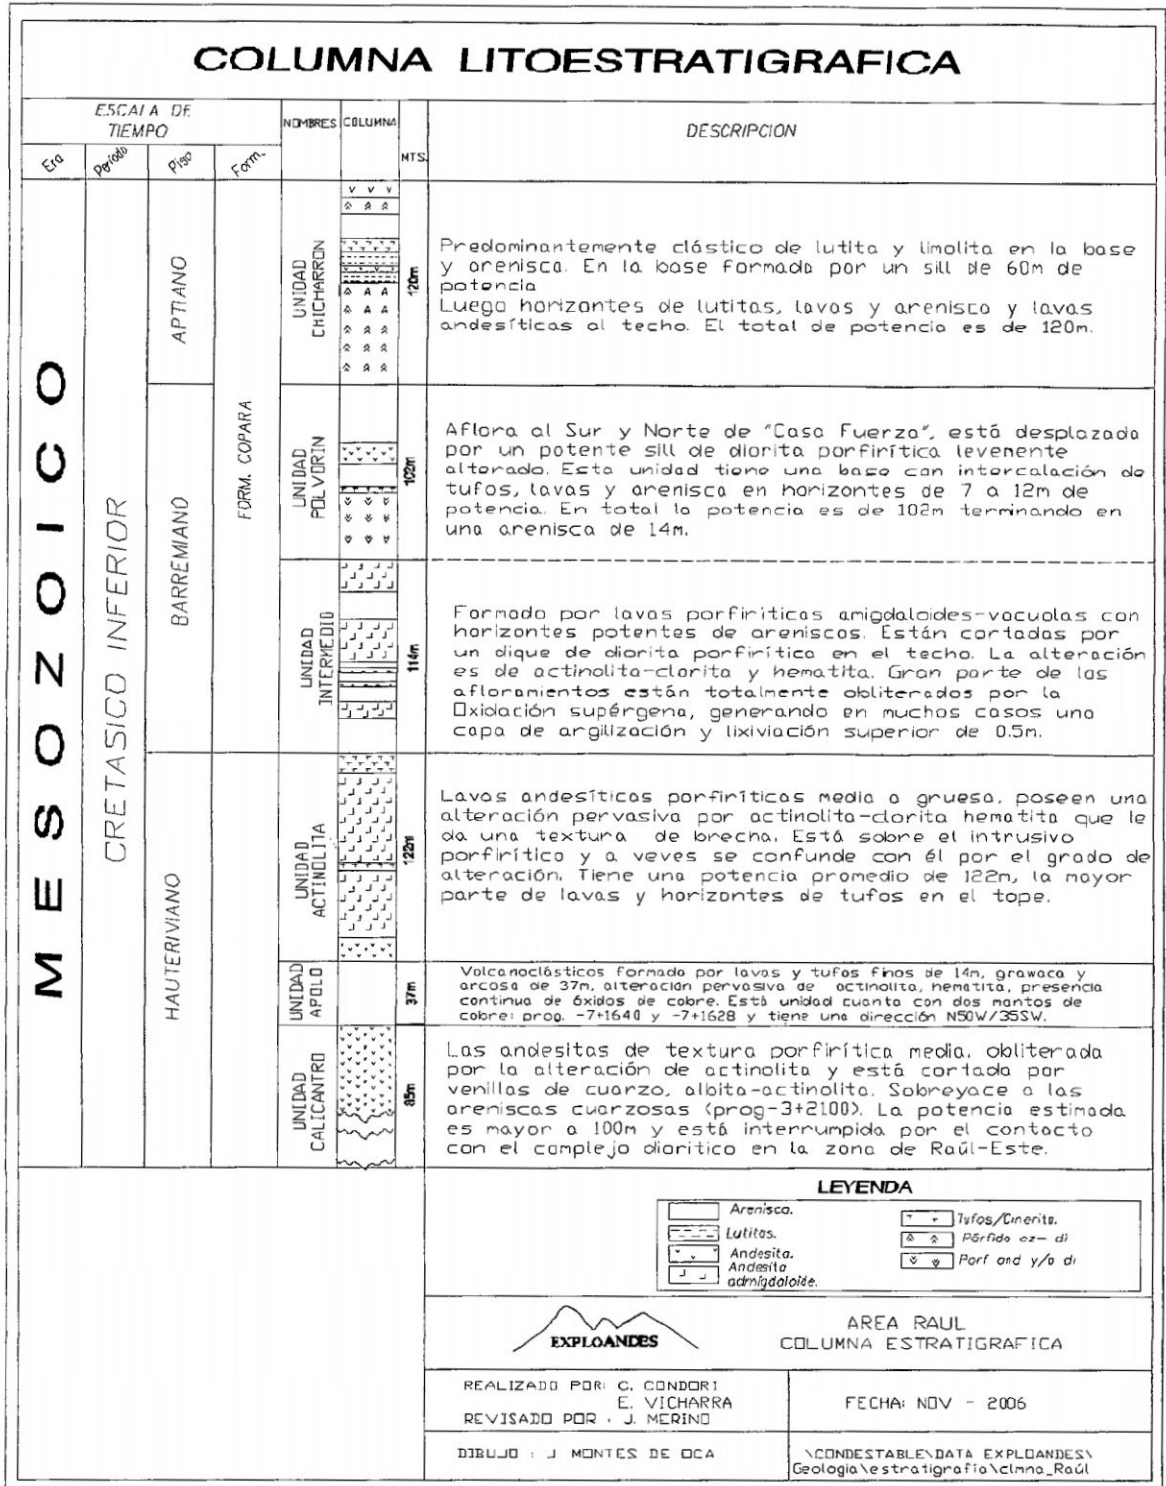 COLUMNA LITOESTRATIGRAFICA
ESCALA DE
TIEMPO
NOMBRES
COLUMNA
MTS.
DESCRIPCION
Era
Período
Piso
Form.
MESOZOICO
CRETASICO INFERIOR
APTIANO
BARREMIANO
HAUTERIVIANO
FORM. COPARA
UNIDAD
CHICHARRON
120m
Predominantemente clástico de lutita y limolita en la base
y arenisca. En la base formado por un sill de 60m de
potencia
Luego horizontes de lutitas, lavas y arenisca y lavas
andesíticas al techo. El total de potencia es de 120m.
UNIDAD
POLVORIN
102m
Aflora al Sur y Norte de "Casa Fuerza", está desplazada
por un potente sill de diorita porfirítica levenente
alterado. Esta unidad tiene una base con intercalación de
tufos, lavas y arenisca en horizontes de 7 a 12m de
potencia. En total la potencia es de 102m terminando en
una arenisca de 14m.
UNIDAD
INTERMEDIO
114m
Formado por lavas porfiríticas amigdaloides-vacuolas con
horizontes potentes de areniscas. Están cortadas por
un dique de diorita porfirítica en el techo. La alteración
es de actinolita-clorita y hematita. Gran parte de los
afloramientos están totalmente obliterados por la
Oxidación supérgena, generando en muchos casos una
capa de argilización y lixiviación superior de 0.5m.
UNIDAD
ACTINOLITA
122m
Lavas andesíticas porfiríticas media a gruesa, poseen una
alteración pervasiva por actinolita-clorita hematita que le
da una textura de brecha. Está sobre el intrusivo
porfirítico y a veves se confunde con él por el grado de
alteración. Tiene una potencia promedio de 122m, la mayor
parte de lavas y horizontes de tufos en el tope.
UNIDAD
APOLO
37m
Volcanoclásticos formado por lavas y tufos finos de 14m, grawaca y
arcosa de 37m, alteración pervasiva de actinolita, hematita, presencia
continua de óxidos de cobre. Está unidad cuanta con dos mantos de
cobre: prog. -7+1640 y -7+1628 y tiene una dirección N50W/35SW.
UNIDAD
CALICANTRO
85m
Las andesitas de textura porfirítica media, obliterada
por la alteración de actinolita y está cortada por
venillas de cuarzo, albita-actinolita. Sobreyace a las
areniscas cuarzosas (prog-3+2100). La potencia estimada
es mayor a 100m y está interrumpida por el contacto
con el complejo diorítico en la zona de Raúl-Este.
LEYENDA
Arenisca.
Lutitas.
Andesita.
Andesita
admigdaloide.
Tufos/Cinerita.
Pórfido cz- di
Porf and y/o di
EXPLOANDES
AREA RAUL
COLUMNA ESTRATIGRAFICA
REALIZADO POR: C. CONDORI
E. VICHARRA
REVISADO POR : J. MERINO
FECHA: NOV - 2006
DIBUJO : J MONTES DE OCA
\CONDESTABLE\DATA EXPLOANDES\
Geologia\estratigrafía\clmna_Raúl